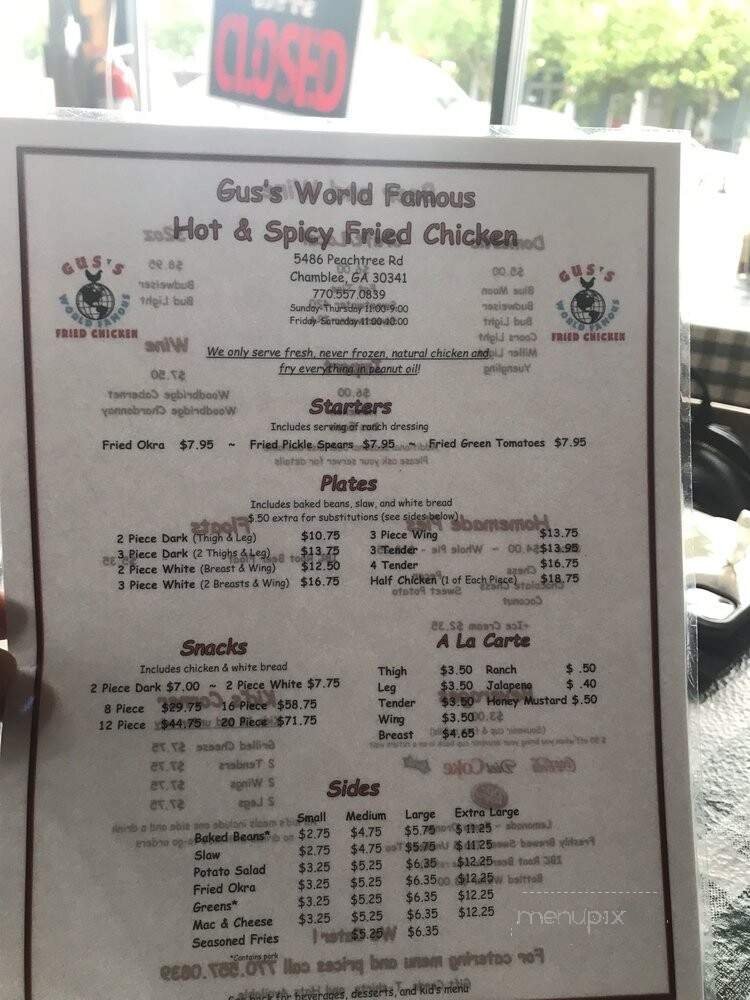 CLOSED
Gus's World Famous
Hot & Spicy Fried Chicken
5486 Peachtree Rd
Chamblee, GA 30341
770.557.0839
Sunday-Thursday 11:00-9:00
Friday-Saturday 11:00-10:00
GUS'S
WORLD FAMOUS
FRIED CHICKEN
GUS'S
WORLD FAMOUS
FRIED CHICKEN
We only serve fresh, never frozen, natural chicken and
fry everything in peanut oil!
Starters
Includes serving of ranch dressing
Fried Okra $7.95 ~ Fried Pickle Spears $7.95 ~ Fried Green Tomatoes $7.95
Plates
Includes baked beans, slaw, and white bread
$.50 extra for substitutions (see sides below)
2 Piece Dark (Thigh & Leg) $10.75
3 Piece Dark (2 Thighs & Leg) $13.75
2 Piece White (Breast & Wing) $12.50
3 Piece White (2 Breasts & Wing) $16.75
3 Piece Wing $13.75
3 Tender $13.95
4 Tender $16.75
Half Chicken (1 of Each Piece) $18.75
Snacks
Includes chicken & white bread
2 Piece Dark $7.00 ~ 2 Piece White $7.75
8 Piece $29.75 16 Piece $58.75
12 Piece $44.75 20 Piece $71.75
A La Carte
Thigh $3.50 Ranch $ .50
Leg $3.50 Jalapeno $ .40
Tender $3.50 Honey Mustard $.50
Wing $3.50
Breast $4.65
Sides
Small Medium Large Extra Large
Baked Beans* $2.75 $4.75 $5.75 $11.25
Slaw $2.75 $4.75 $5.75 $11.25
Potato Salad $3.25 $5.25 $6.35 $12.25
Fried Okra $3.25 $5.25 $6.35 $12.25
Greens* $3.25 $5.25 $6.35 $12.25
Mac & Cheese $3.25 $5.25 $6.35 $12.25
Seasoned Fries $5.25 $6.35
*Contains pork
See back for beverages, desserts, and kid's menu
menupix